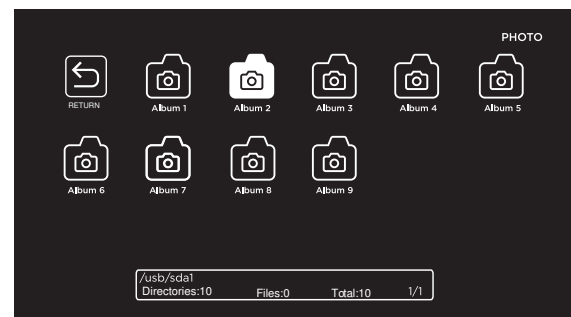 PHOTO
RETURN Album 1 Album 2 Album 3 Album 4 Album 5
Album 6 Album 7 Album 8 Album 9
/usb/sda1
Directories:10 Files:0 Total:10 1/1